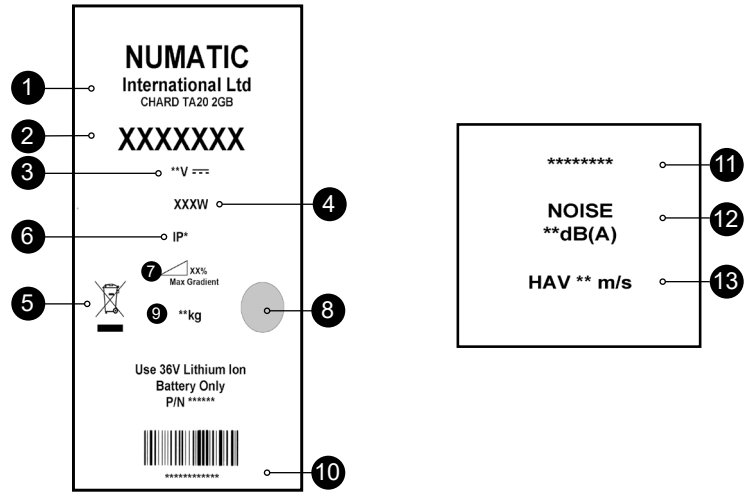 NUMATIC
International Ltd
CHARD TA20 2GB
1
2
XXXXXXX
3
**V
XXXW
4
6
IP*
7
XX%
Max Gradient
5
9
**kg
8
Use 36V Lithium Ion
Battery Only
P/N ******
************
10
********
11
NOISE
12
**dB(A)
HAV ** m/s
13